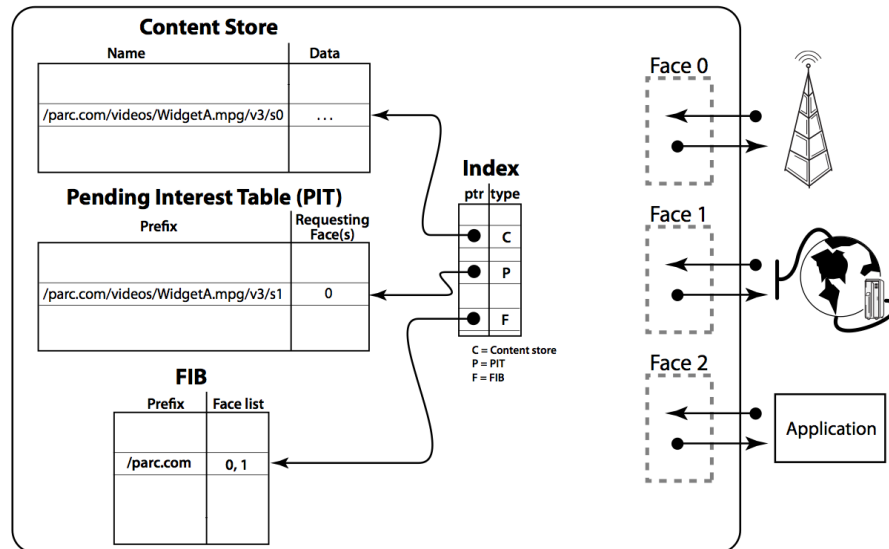 Content Store
Name Data
/parc.com/videos/WidgetA.mpg/v3/s0 ...
Pending Interest Table (PIT)
Prefix Requesting
Face(s)
/parc.com/videos/WidgetA.mpg/v3/s1 0
FIB
Prefix Face list
/parc.com 0, 1
Index
ptr type
C
P
F
C = Content store
P = PIT
F = FIB
Face 0
Face 1
Face 2
Application